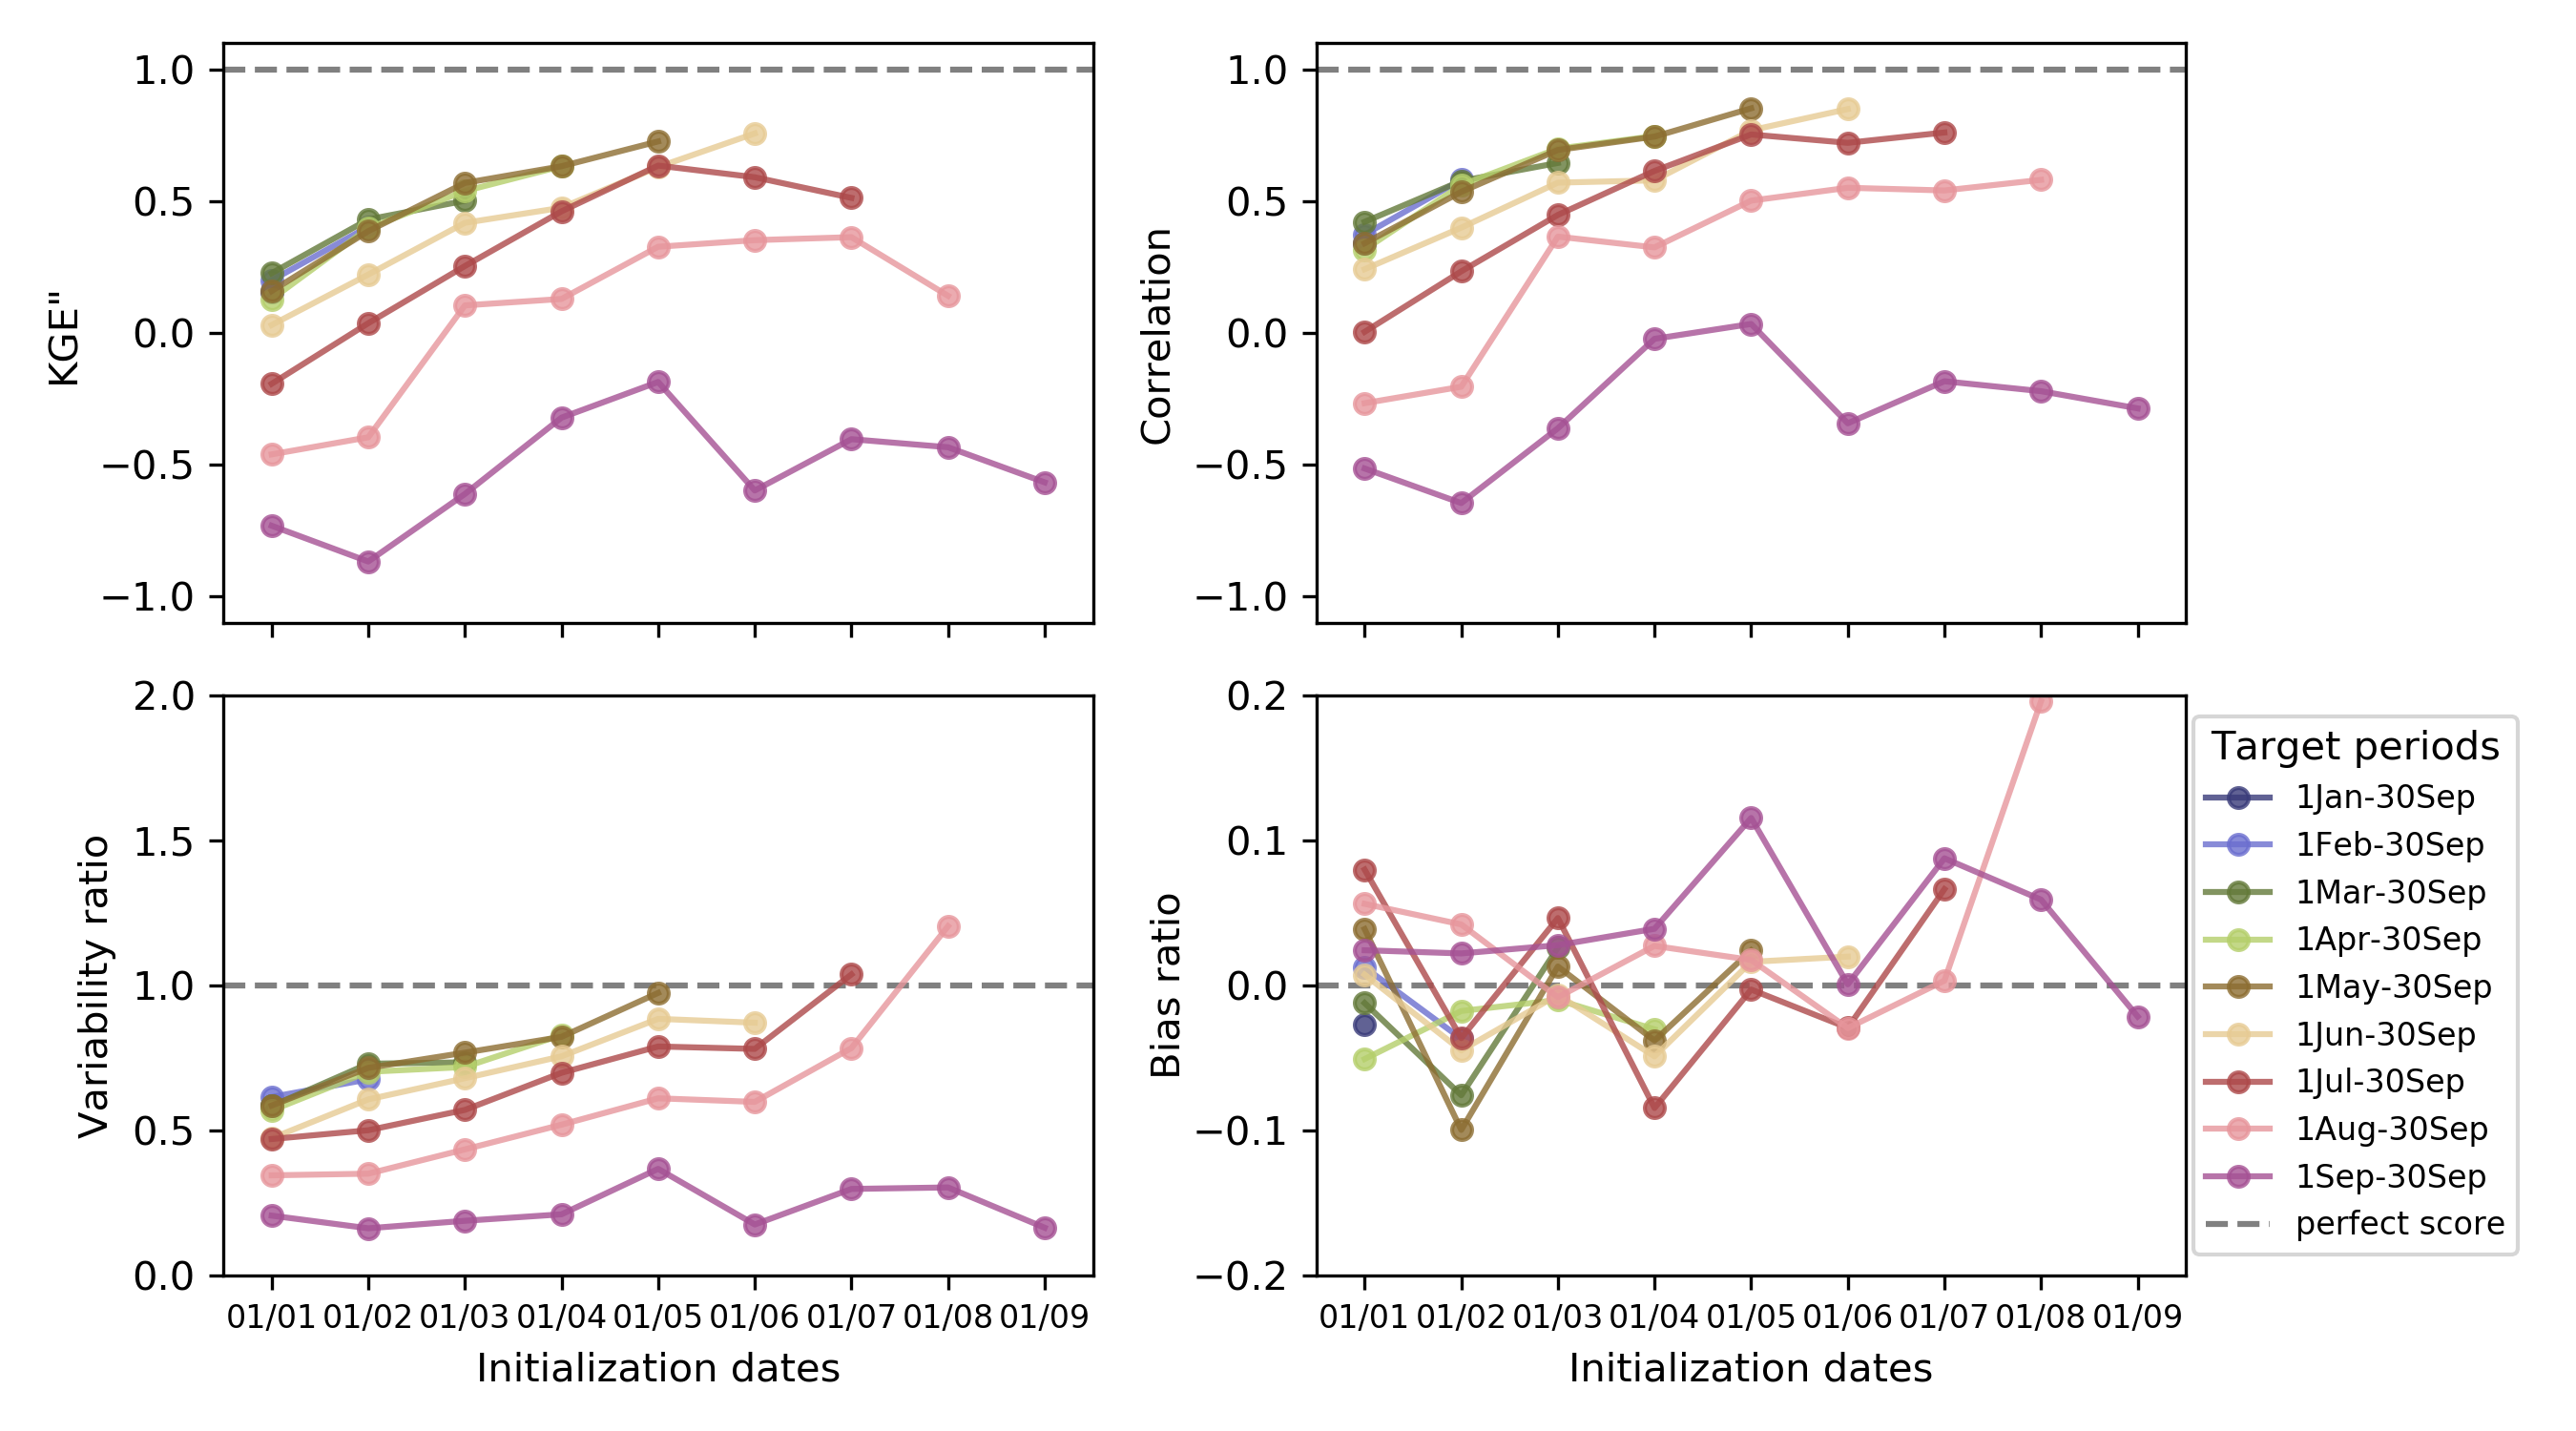 1.0
0.5
0.0
−0.5
−1.0
KGE"
1.0
0.5
0.0
−0.5
−1.0
Correlation
2.0
1.5
1.0
0.5
0.0
Variability ratio
01/01 01/02 01/03 01/04 01/05 01/06 01/07 01/08 01/09
Initialization dates
0.2
0.1
0.0
−0.1
−0.2
Bias ratio
01/01 01/02 01/03 01/04 01/05 01/06 01/07 01/08 01/09
Initialization dates
Target periods
1Jan-30Sep
1Feb-30Sep
1Mar-30Sep
1Apr-30Sep
1May-30Sep
1Jun-30Sep
1Jul-30Sep
1Aug-30Sep
1Sep-30Sep
perfect score